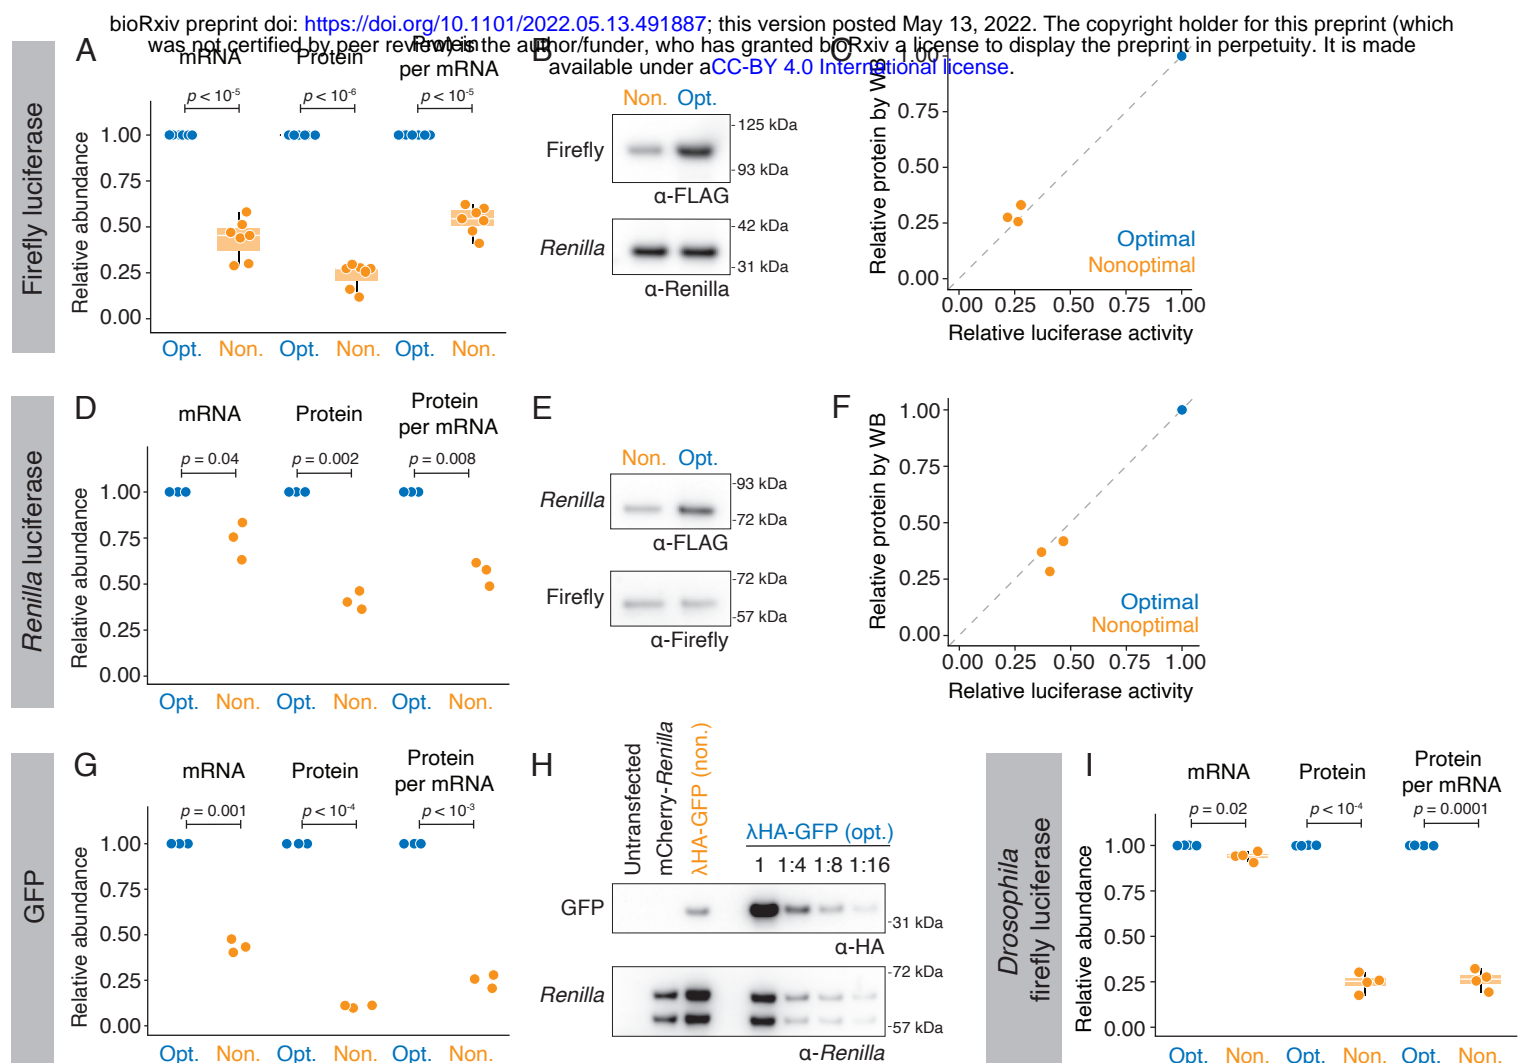 bioRxiv preprint doi: https://doi.org/10.1101/2022.05.13.491887; this version posted May 13, 2022. The copyright holder for this preprint (which
was not certified by peer review) is the author/funder, who has granted bioRxiv a license to display the preprint in perpetuity. It is made
available under aCC-BY 4.0 International license.
Firefly luciferase
A
mRNA
Protein
Protein
per mRNA
p < 10-5
p < 10-6
p < 10-5
Relative abundance
1.00
0.75
0.50
0.25
0.00
Opt. Non. Opt. Non. Opt. Non.
B
Non. Opt.
Firefly
-125 kDa
-93 kDa
α-FLAG
Renilla
-42 kDa
-31 kDa
α-Renilla
C
Relative protein by WB
1.00
0.75
0.50
0.25
0.00
Optimal
Nonoptimal
0.00 0.25 0.50 0.75 1.00
Relative luciferase activity
Renilla luciferase
D
mRNA
Protein
Protein
per mRNA
p = 0.04
p = 0.002
p = 0.008
Relative abundance
1.00
0.75
0.50
0.25
0.00
Opt. Non. Opt. Non. Opt. Non.
E
Non. Opt.
Renilla
-93 kDa
-72 kDa
α-FLAG
Firefly
-72 kDa
-57 kDa
α-Firefly
F
Relative protein by WB
1.00
0.75
0.50
0.25
0.00
Optimal
Nonoptimal
0.00 0.25 0.50 0.75 1.00
Relative luciferase activity
GFP
G
mRNA
Protein
Protein
per mRNA
p = 0.001
p < 10-4
p < 10-3
Relative abundance
1.00
0.75
0.50
0.25
0.00
Opt. Non. Opt. Non. Opt. Non.
H
Untransfected
mCherry-Renilla
λHA-GFP (non.)
λHA-GFP (opt.)
1 1:4 1:8 1:16
GFP
-31 kDa
α-HA
Renilla
-72 kDa
-57 kDa
α-Renilla
Drosophila
firefly luciferase
I
mRNA
Protein
Protein
per mRNA
p = 0.02
p < 10-4
p = 0.0001
Relative abundance
1.00
0.75
0.50
0.25
0.00
Opt. Non. Opt. Non. Opt. Non.